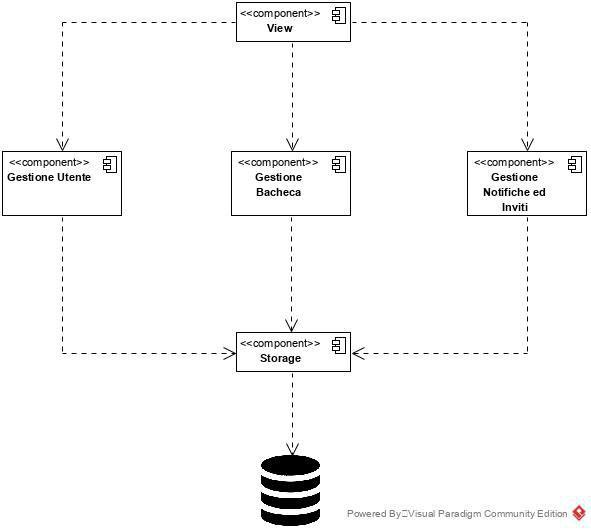 <<component>>
View
<<component>>
Gestione Utente
<<component>>
Gestione
Bacheca
<<component>>
Gestione
Notifiche ed
Inviti
<<component>>
Storage
Powered By Visual Paradigm Community Edition